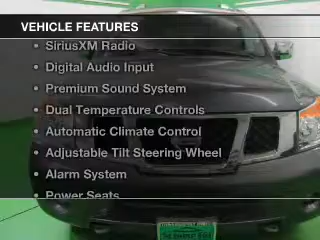 VEHICLE FEATURES
• SiriusXM Radio
• Digital Audio Input
• Premium Sound System
• Dual Temperature Controls
• Automatic Climate Control
• Adjustable Tilt Steering Wheel
• Alarm System
• Power Seats